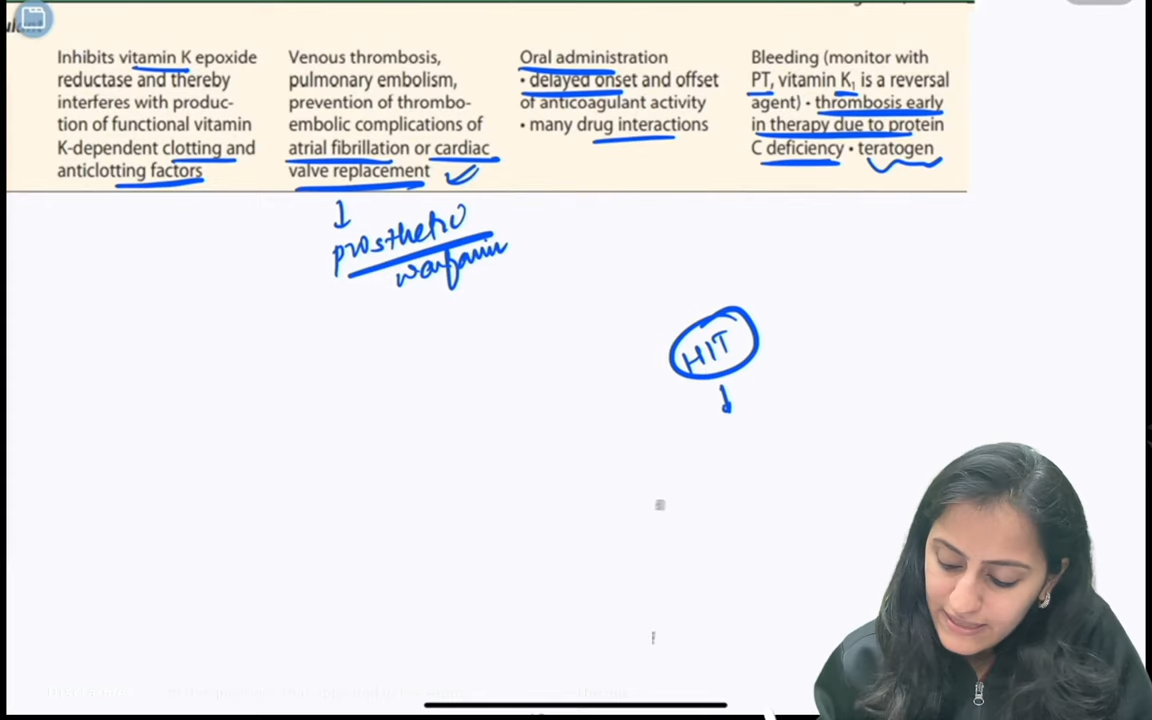 Inhibits vitamin K epoxide
reductase and thereby
interferes with produc-
tion of functional vitamin
K-dependent clotting and
anticlotting factors
Venous thrombosis,
pulmonary embolism,
prevention of thrombo-
embolic complications of
atrial fibrillation or cardiac
valve replacement
Oral administration
• delayed onset and offset
of anticoagulant activity
• many drug interactions
Bleeding (monitor with
PT, vitamin K₁ is a reversal
agent) • thrombosis early
in therapy due to protein
C deficiency • teratogen
prosthetic
warfarin
HIT